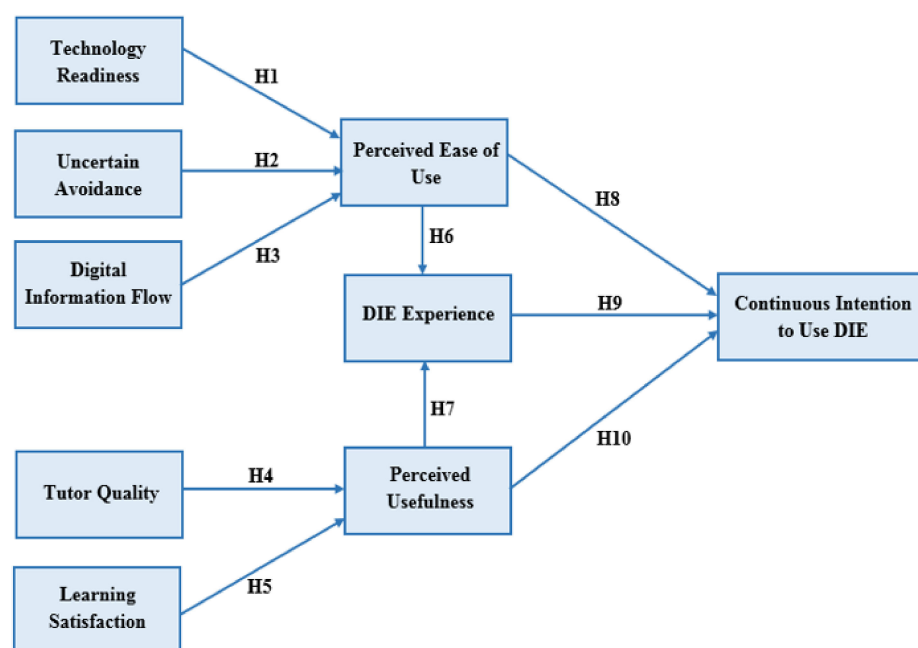 Technology
Readiness
H1
Uncertain
Avoidance
H2
Perceived Ease of
Use
H8
Digital
Information Flow
H3
H6
DIE Experience
H9
Continuous Intention
to Use DIE
H7
H10
Tutor Quality
H4
Perceived
Usefulness
Learning
Satisfaction
H5